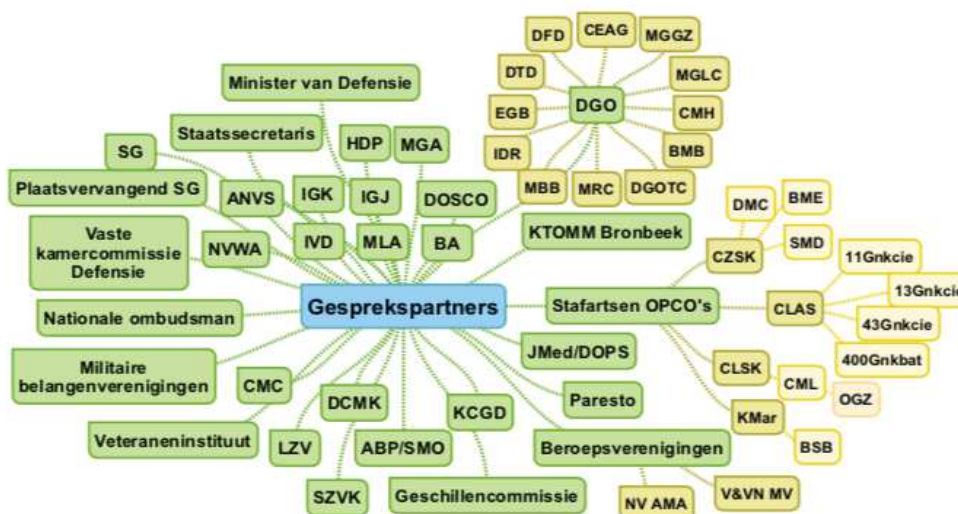 DFD
CEAG
MGGZ
DTD
MGLC
DGO
EGB
CMH
IDR
BMB
MBB
MRC
DGOTC
Minister van Defensie
Staatssecretaris
HDP
MGA
SG
Plaatsvervangend SG
ANVS
IGK
IGJ
DOSCO
Vaste
kamercommissie
Defensie
NVWA
IVD
MLA
BA
KTOMM Bronbeek
DMC
BME
SMD
CZSK
11Gnkcie
13Gnkcie
Gesprekspartners
Stafartsen OPCO's
CLAS
43Gnkcie
400Gnkbat
Nationale ombudsman
Militaire
belangenverenigingen
JMed/DOPS
CLSK
CML
OGZ
CMC
DCMK
KCGD
Paresto
KMar
BSB
Veteraneninstituut
LZV
ABP/SMO
Beroepsverenigingen
SZVK
Geschillencommissie
NV AMA
V&VN MV